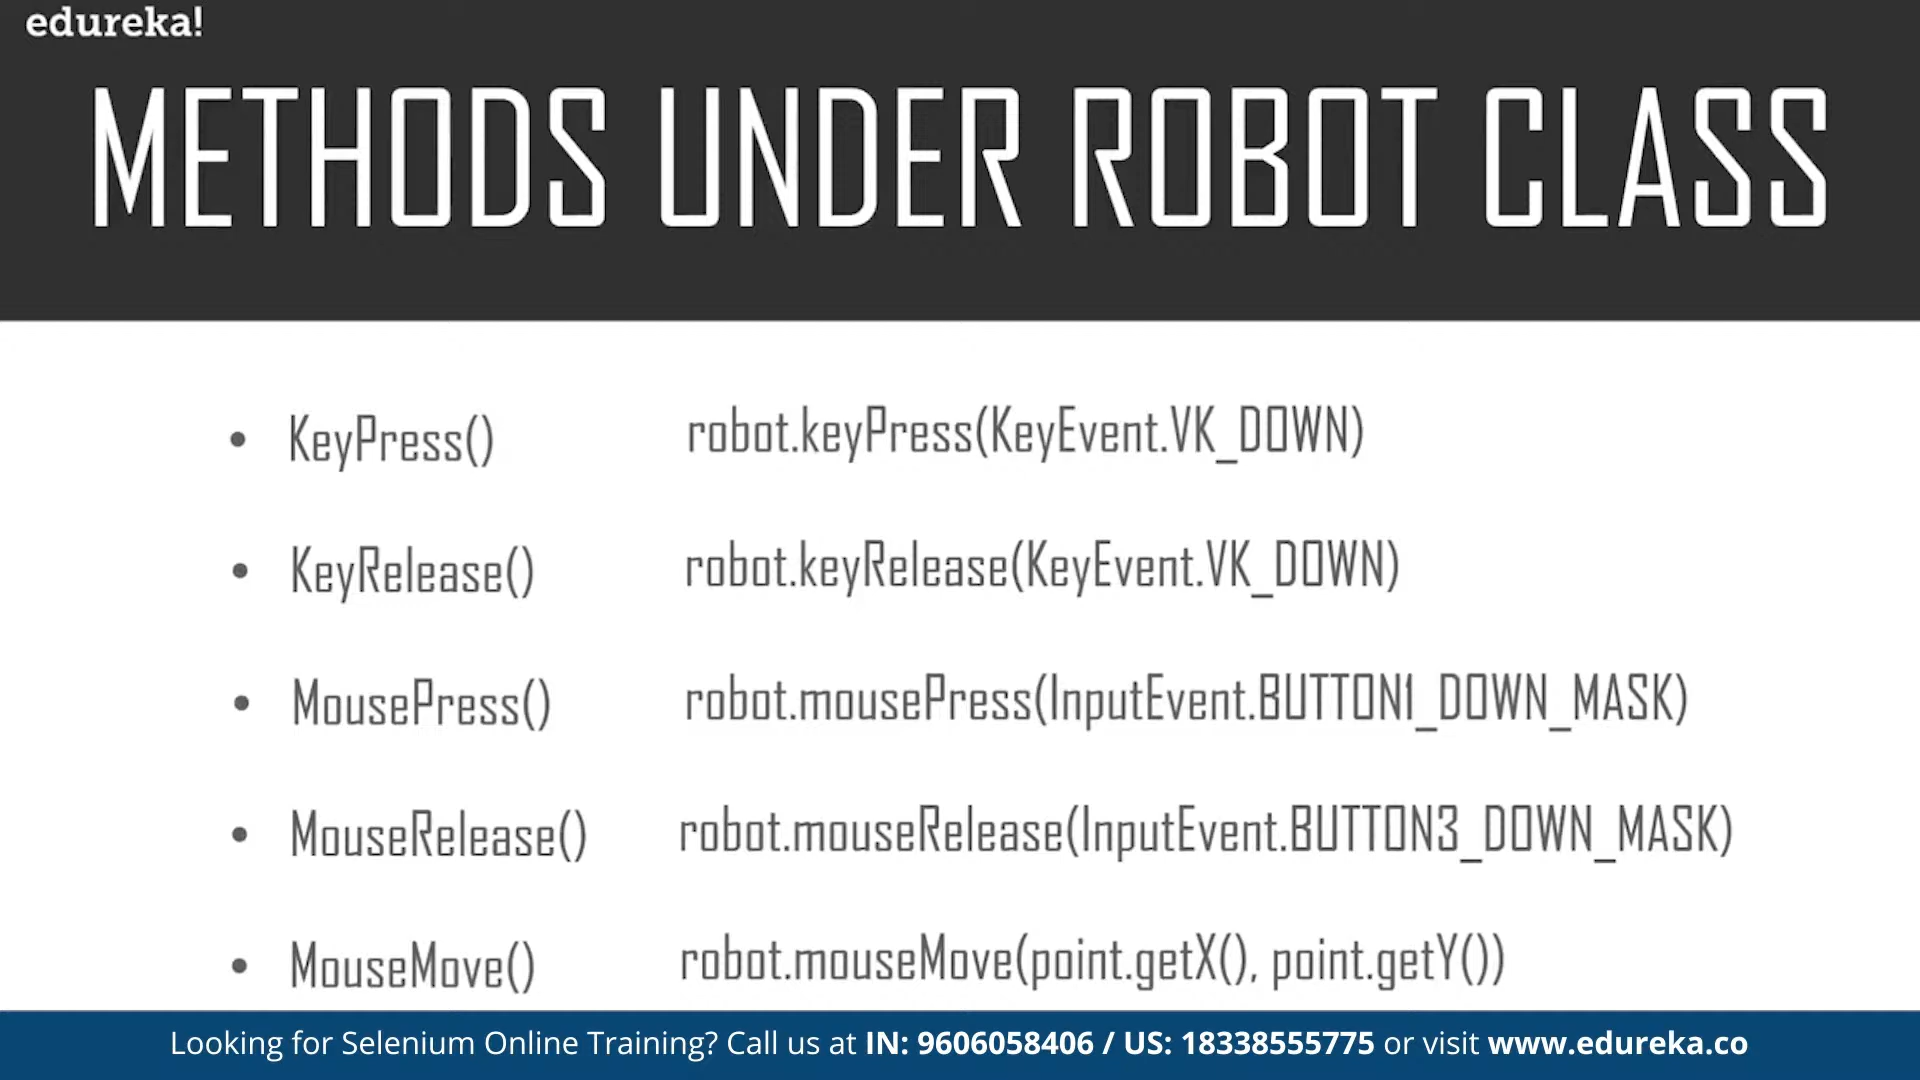 edureka!
METHODS UNDER ROBOT CLASS
• KeyPress() robot.keyPress(KeyEvent.VK_DOWN)
• KeyRelease() robot.keyRelease(KeyEvent.VK_DOWN)
• MousePress() robot.mousePress(InputEvent.BUTTON1_DOWN_MASK)
• MouseRelease() robot.mouseRelease(InputEvent.BUTTON3_DOWN_MASK)
• MouseMove() robot.mouseMove(point.getX(), point.getY())
Looking for Selenium Online Training? Call us at IN: 9606058406 / US: 18338555775 or visit www.edureka.co